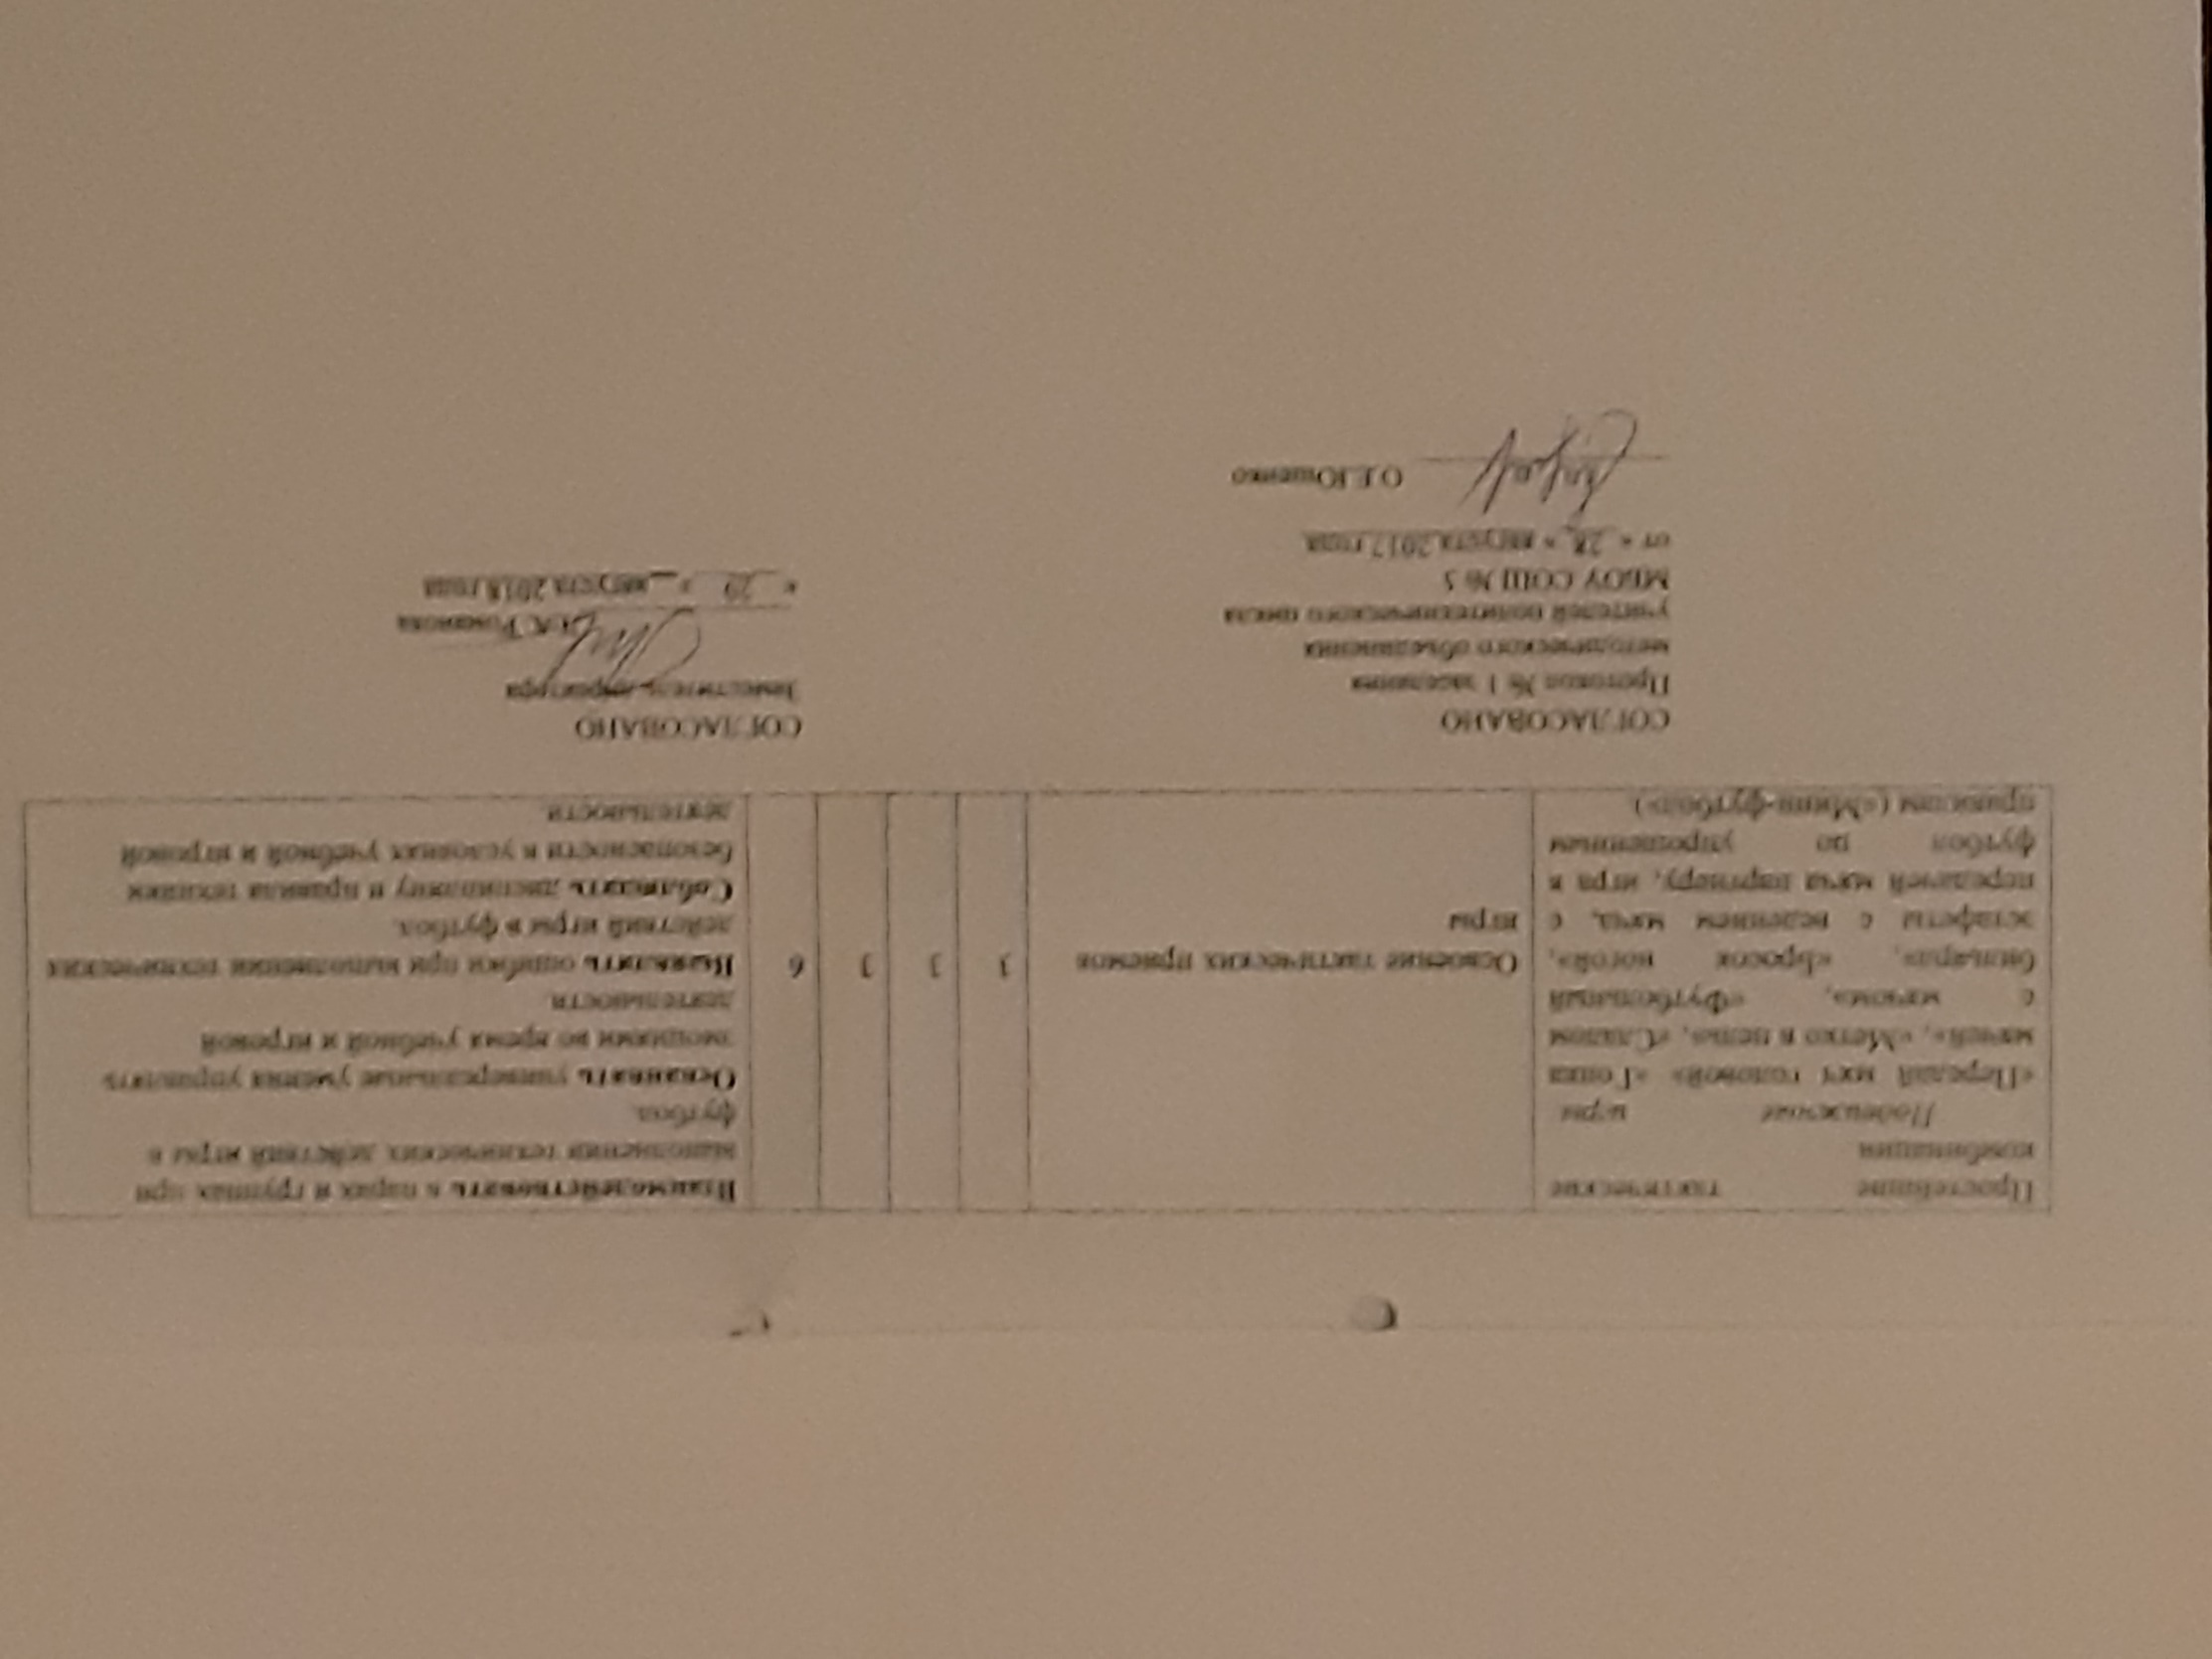 Простейшие тактические
комбинации
Подвижные игры
«Передай мяч головой» «Гонка
мячей», «Метко в цель», «Слалом
с мячом», «Футбольный
бильярд», «Бросок ногой»,
эстафеты с ведением мяча, с
передачей мяча партнеру, игра в
футбол по упрощенным
правилам («Мини-футбол»)
Освоение тактических приемов
игры
3
3
3
6
Взаимодействовать в парах и группах при
выполнении технических действий игры в
футбол.
Осваивать универсальные умения управлять
эмоциями во время учебной и игровой
деятельности
Выявлять ошибки при выполнении технических
действий игры в футбол.
Соблюдать дисциплину и правила техники
безопасности в условиях учебной и игровой
деятельности
СОГЛАСОВАНО
Протокол № 1 заседания
методического объединения
учителей политехнического цикла
МБОУ СОШ № 5
от « 28 » августа 2017 года
О.Г.Ющенко
СОГЛАСОВАНО
Заместитель директора
Романова
« 29 » августа 2018 года